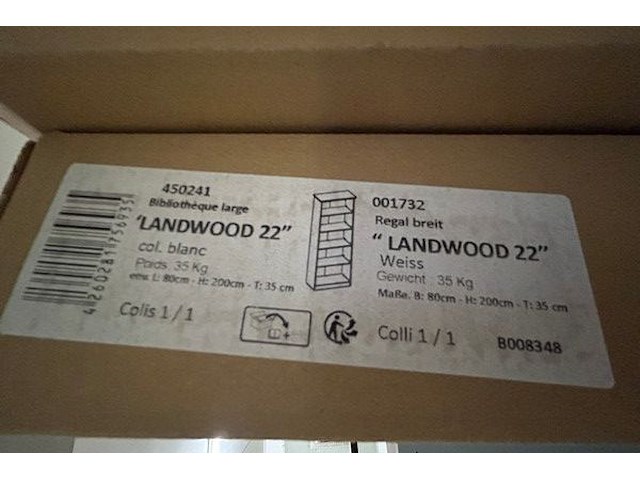 450241
Bibliothèque large
"LANDWOOD 22"
col. blanc
Poids. 35 Kg
L: 80cm - H: 200cm - T: 35 cm
Colis 1 / 1
001732
Regal breit
" LANDWOOD 22"
Weiss
Gewicht 35 Kg
Maße. B: 80cm - H: 200cm - T: 35 cm
Colli 1 / 1
B008348